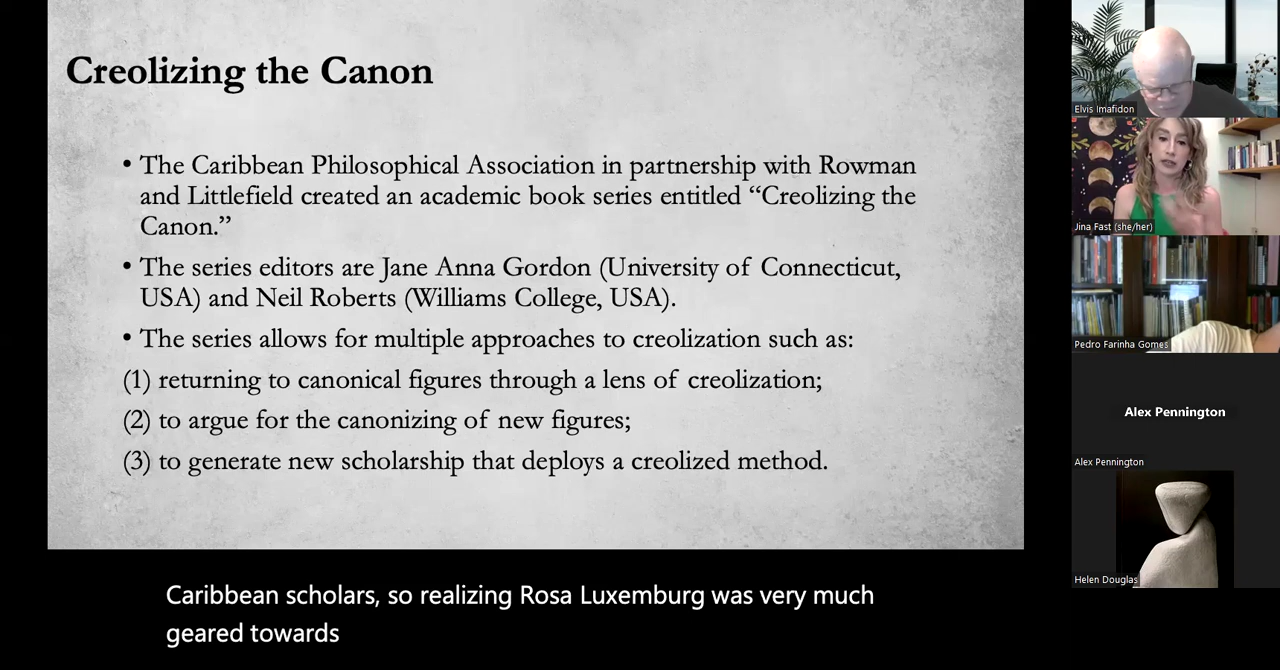 Creolizing the Canon
• The Caribbean Philosophical Association in partnership with Rowman
and Littlefield created an academic book series entitled “Creolizing the
Canon.”
• The series editors are Jane Anna Gordon (University of Connecticut,
USA) and Neil Roberts (Williams College, USA).
• The series allows for multiple approaches to creolization such as:
(1) returning to canonical figures through a lens of creolization;
(2) to argue for the canonizing of new figures;
(3) to generate new scholarship that deploys a creolized method.
Caribbean scholars, so realizing Rosa Luxemburg was very much
geared towards
Elvis Imafidon
Jina Fast (she/her)
Pedro Farinha Gomes
Alex Pennington
Alex Pennington
Helen Douglas